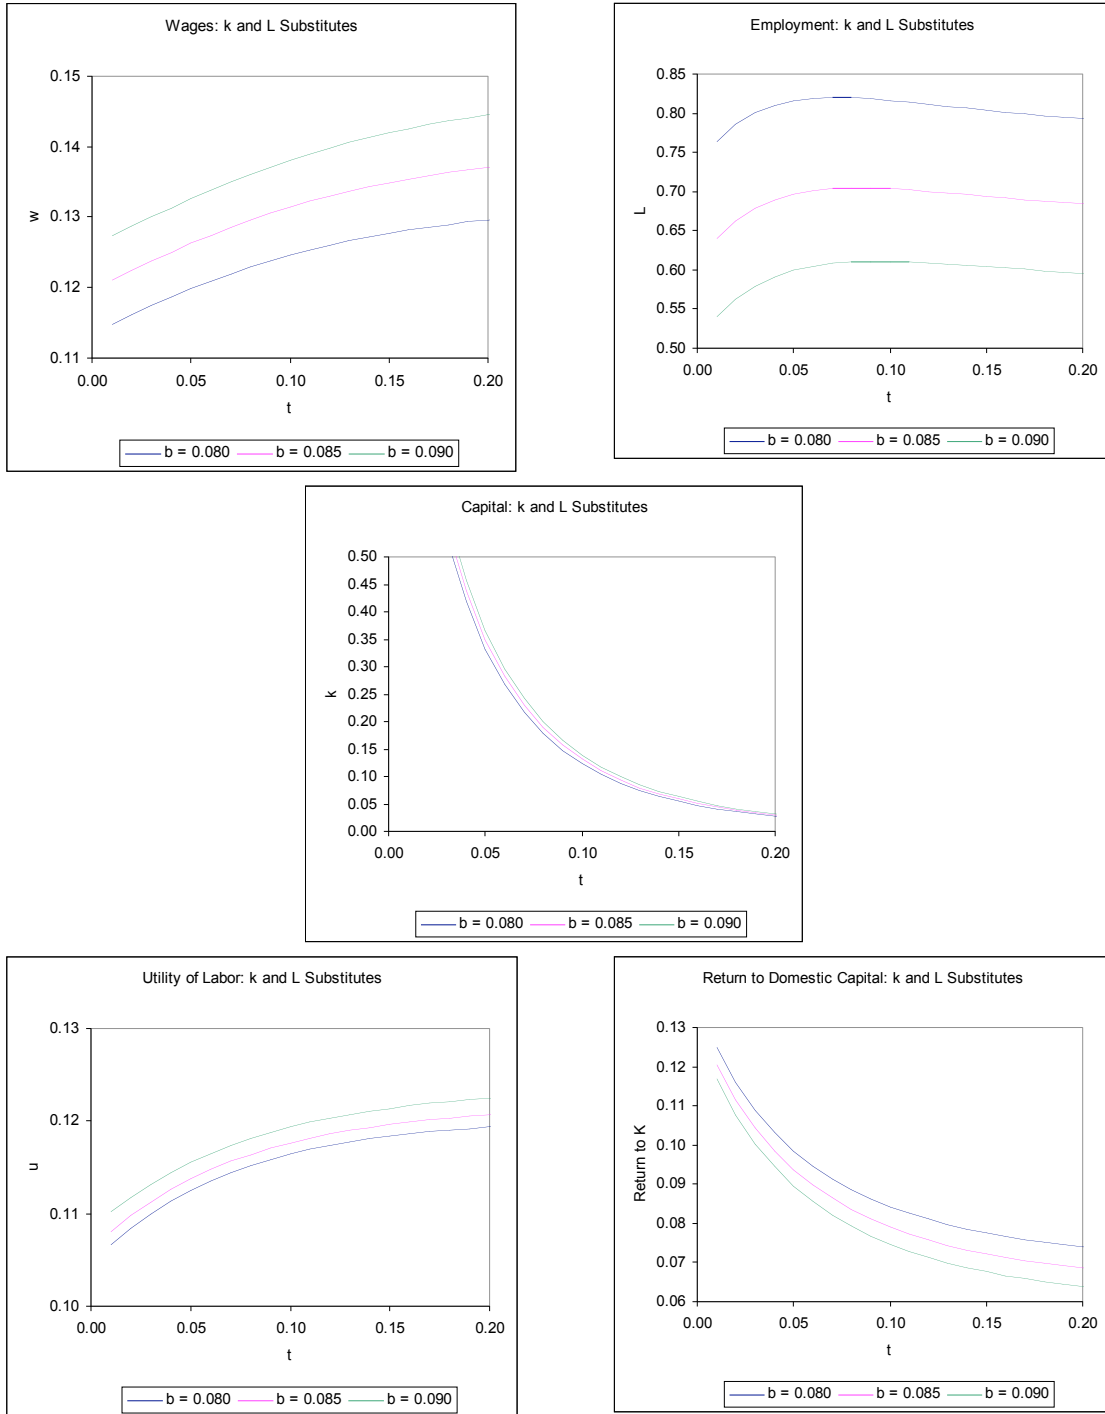 Wages: k and L Substitutes
0.15
0.14
0.13
0.12
0.11
w
0.00 0.05 0.10 0.15 0.20
t
b = 0.080 b = 0.085 b = 0.090
Employment: k and L Substitutes
0.85
0.80
0.75
0.70
0.65
0.60
0.55
0.50
L
0.00 0.05 0.10 0.15 0.20
t
b = 0.080 b = 0.085 b = 0.090
Capital: k and L Substitutes
0.50
0.45
0.40
0.35
0.30
0.25
0.20
0.15
0.10
0.05
0.00
k
0.00 0.05 0.10 0.15 0.20
t
b = 0.080 b = 0.085 b = 0.090
Utility of Labor: k and L Substitutes
0.13
0.12
0.11
0.10
u
0.00 0.05 0.10 0.15 0.20
t
b = 0.080 b = 0.085 b = 0.090
Return to Domestic Capital: k and L Substitutes
0.13
0.12
0.11
0.10
0.09
0.08
0.07
0.06
Return to K
0.00 0.05 0.10 0.15 0.20
t
b = 0.080 b = 0.085 b = 0.090